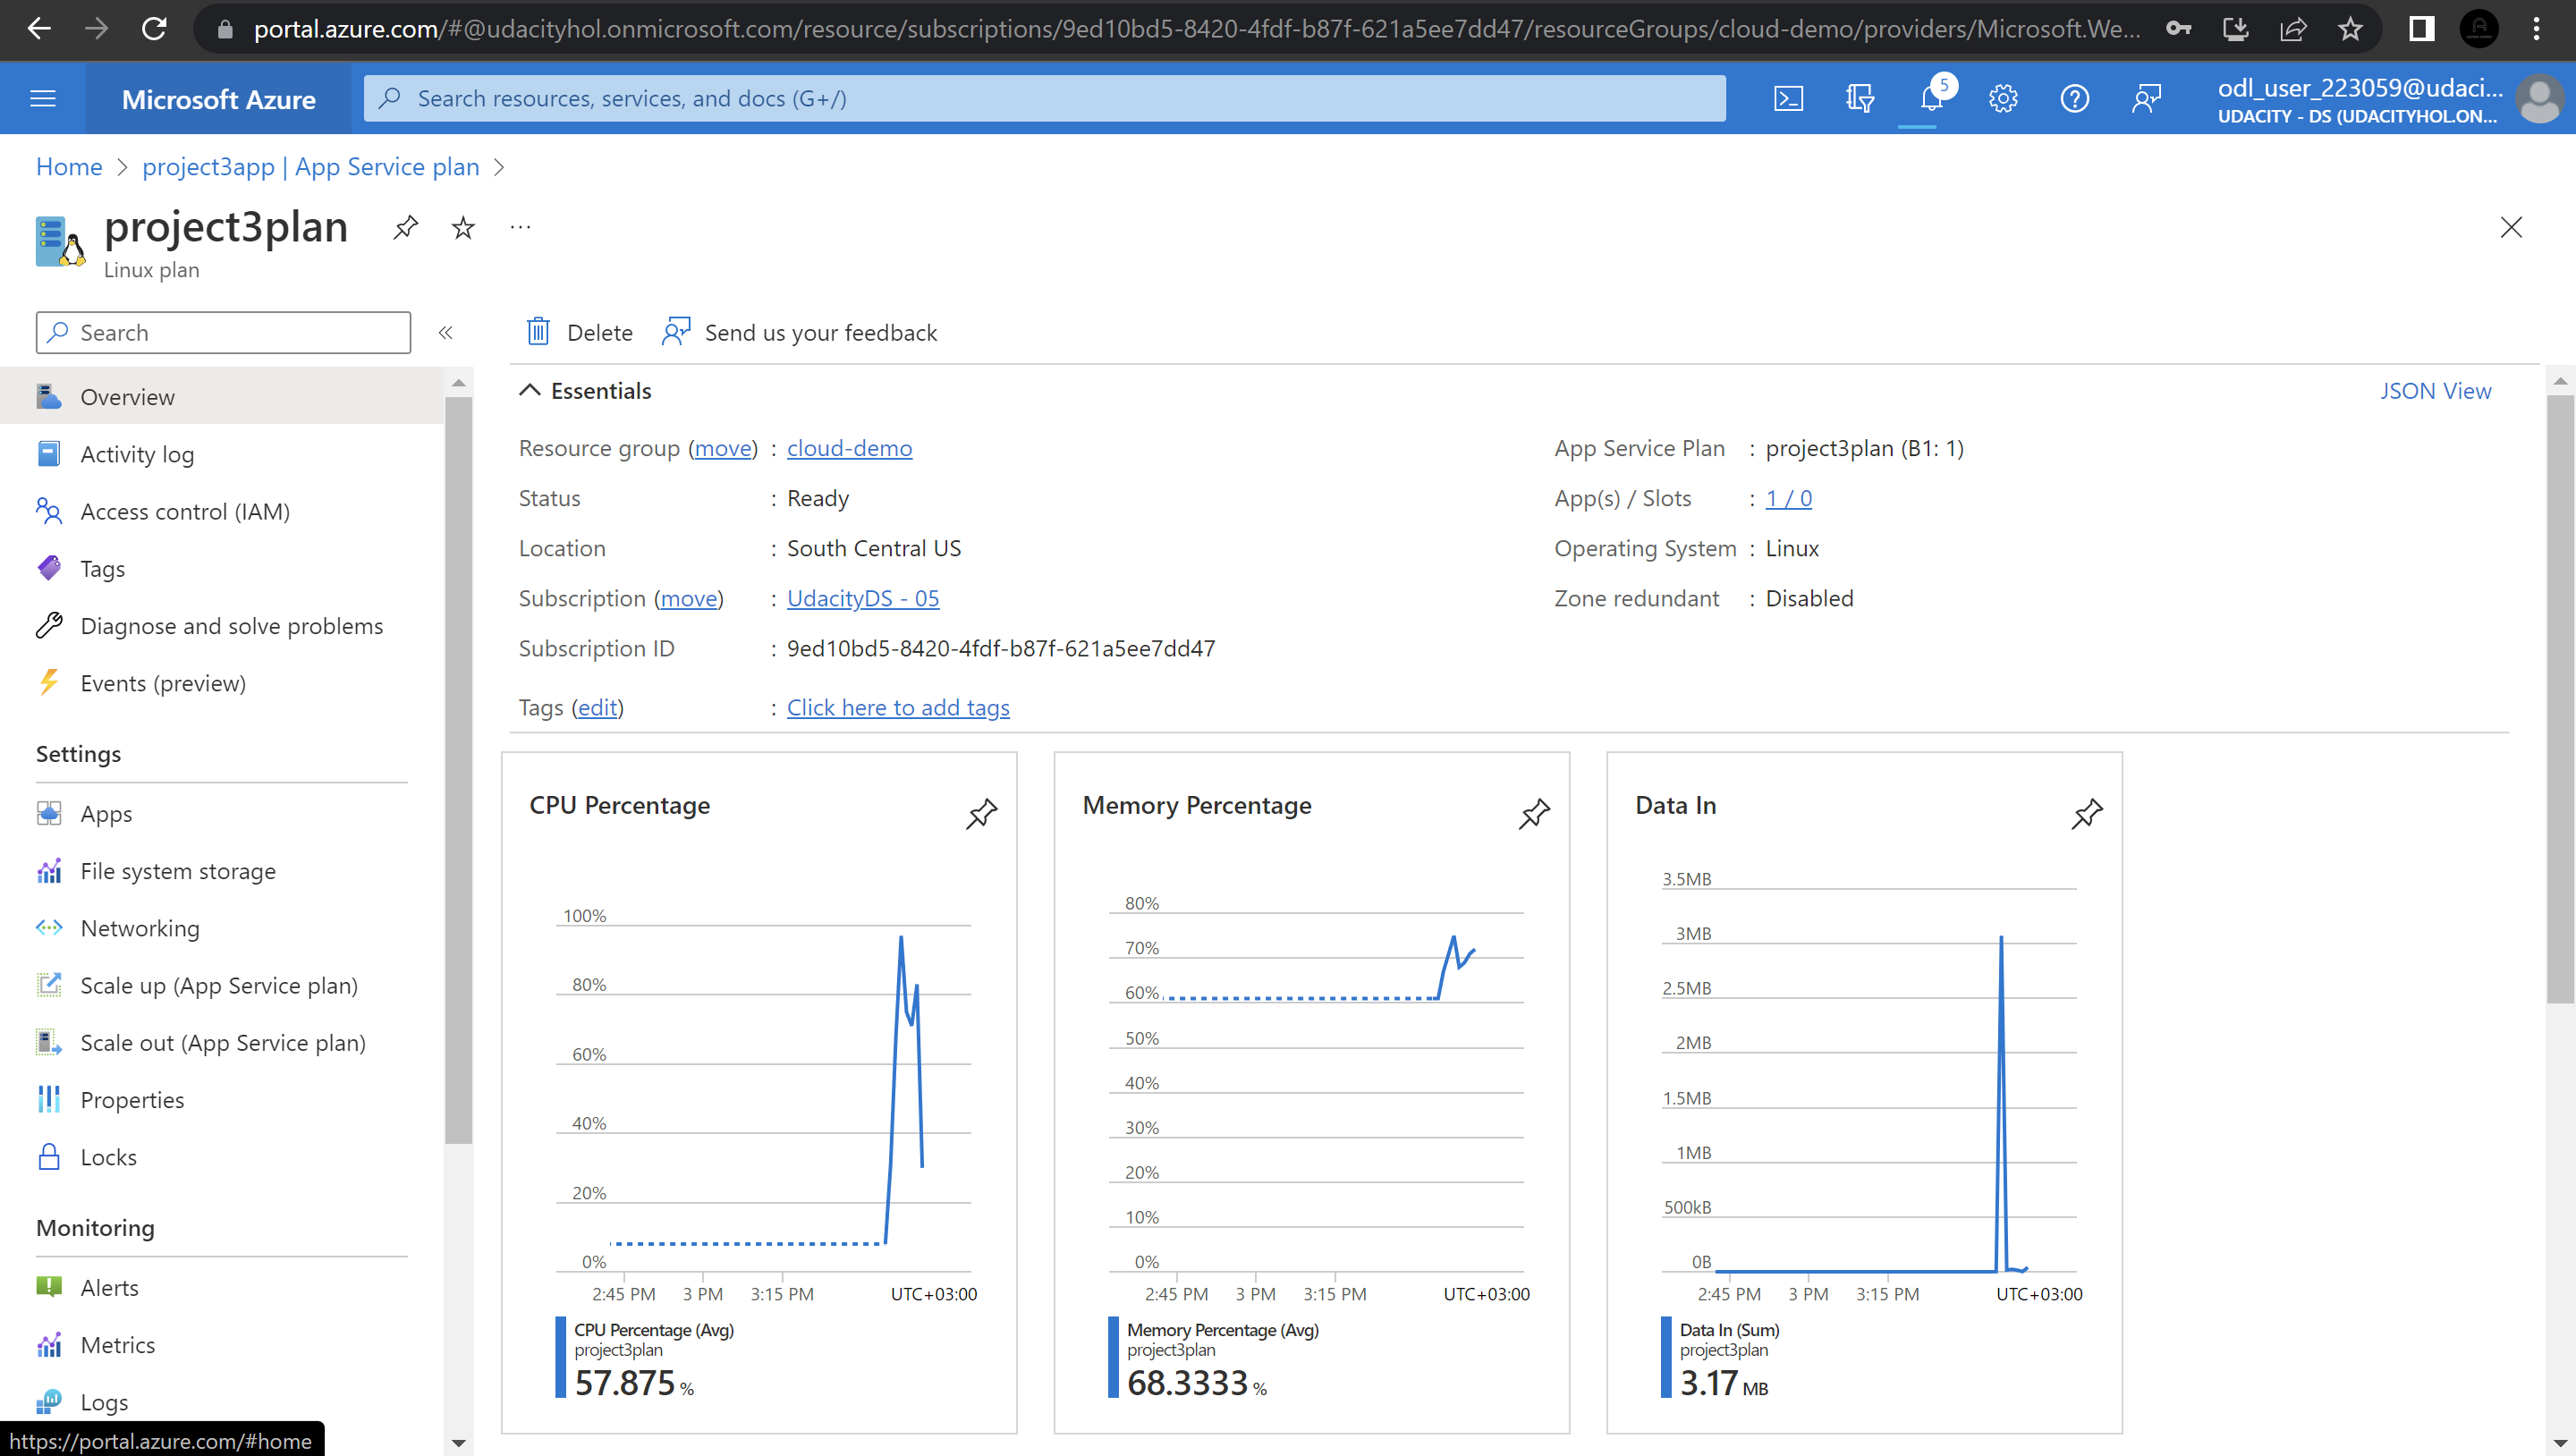 portal.azure.com/#@udacityhol.onmicrosoft.com/resource/subscriptions/9ed10bd5-8420-4fdf-b87f-621a5ee7dd47/resourceGroups/cloud-demo/providers/Microsoft.We...
Microsoft Azure
Search resources, services, and docs (G+/)
5
odl_user_223059@udaci...
UDACITY - DS (UDACITYHOL.ON...
Home > project3app | App Service plan >
project3plan
...
Linux plan
Search
«
Delete
Send us your feedback
Overview
Activity log
Access control (IAM)
Tags
Diagnose and solve problems
Events (preview)
Settings
Apps
File system storage
Networking
Scale up (App Service plan)
Scale out (App Service plan)
Properties
Locks
Monitoring
Alerts
Metrics
Logs
https://portal.azure.com/#home
Essentials
JSON View
Resource group (move) : cloud-demo
Status : Ready
Location : South Central US
Subscription (move) : UdacityDS - 05
Subscription ID : 9ed10bd5-8420-4fdf-b87f-621a5ee7dd47
Tags (edit) : Click here to add tags
App Service Plan : project3plan (B1: 1)
App(s) / Slots : 1 / 0
Operating System : Linux
Zone redundant : Disabled
CPU Percentage
100%
80%
60%
40%
20%
0%
2:45 PM 3 PM 3:15 PM UTC+03:00
CPU Percentage (Avg)
project3plan
57.875 %
Memory Percentage
80%
70%
60%
50%
40%
30%
20%
10%
0%
2:45 PM 3 PM 3:15 PM UTC+03:00
Memory Percentage (Avg)
project3plan
68.3333 %
Data In
3.5MB
3MB
2.5MB
2MB
1.5MB
1MB
500kB
0B
2:45 PM 3 PM 3:15 PM UTC+03:00
Data In (Sum)
project3plan
3.17 MB